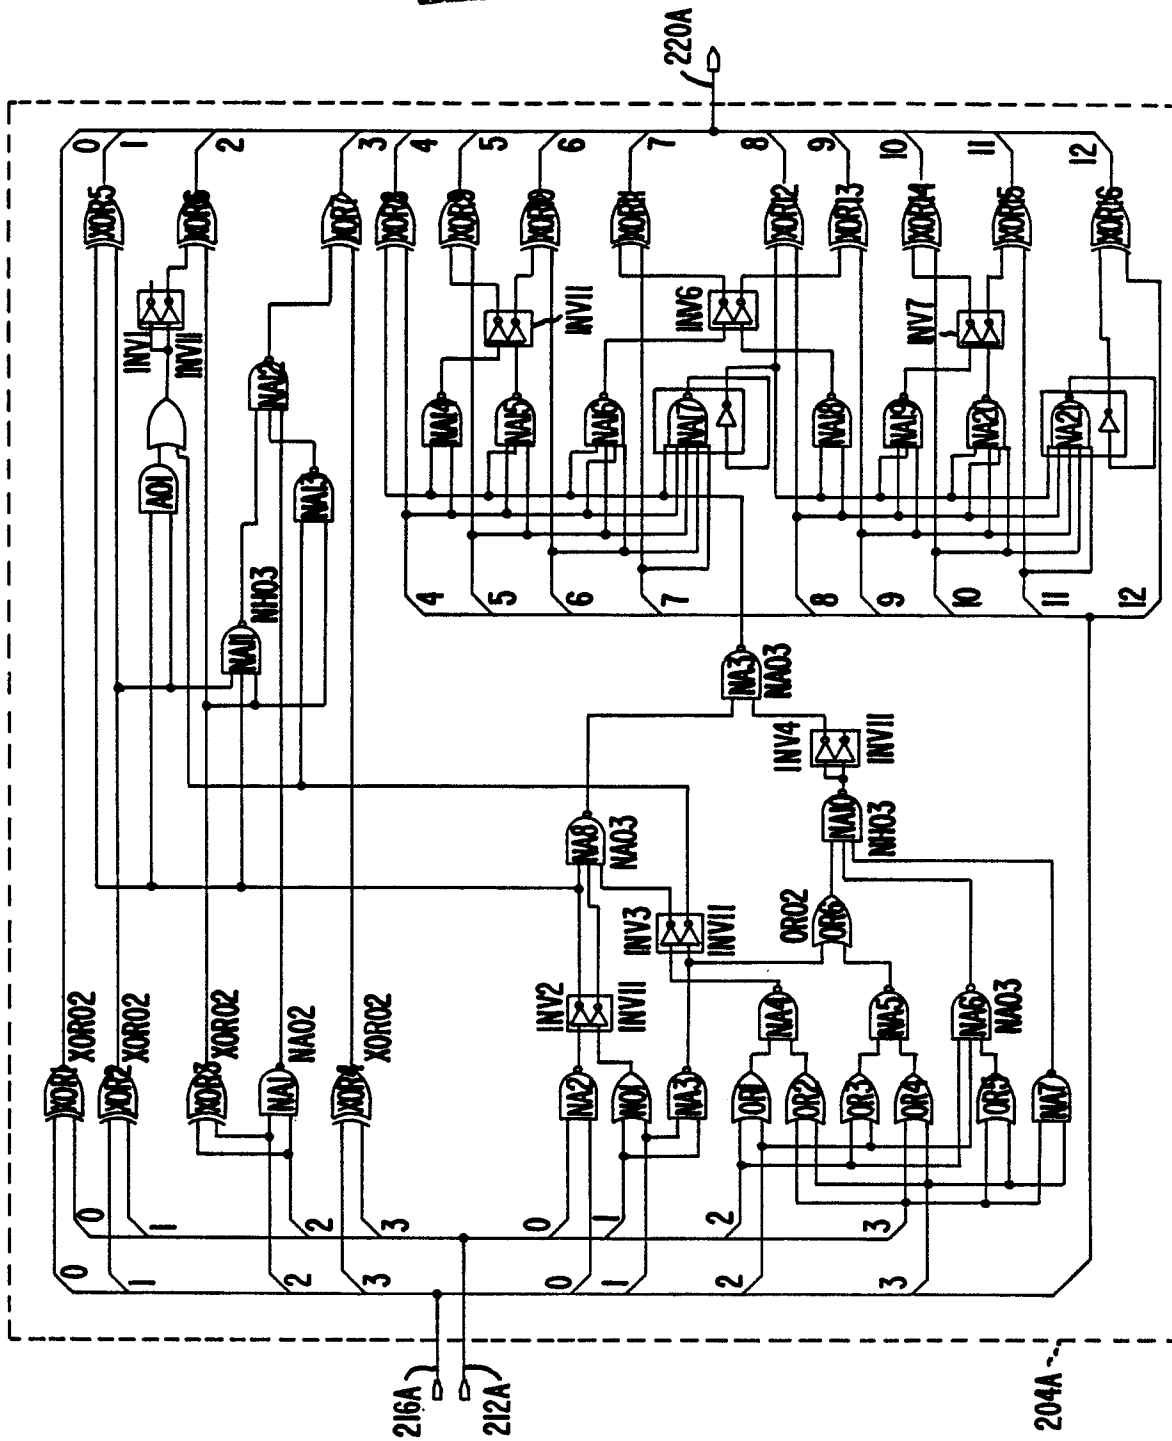 220A
0
1
2
3
4
5
6
7
8
9
10
11
12
XOR5
XOR6
XOR7
XOR8
XOR9
XOR10
XOR11
XOR12
XOR13
XOR14
XOR15
XOR16
INV1
INV11
INV11
INV6
INV7
NA12
NA13
NA14
NA15
NA16
NA17
NA18
NA19
NA21
NA21
AO1
NA11
NH03
4
5
6
7
8
9
10
11
12
NA3
NA03
INV4
INV11
NA8
NA03
NA10
NH03
INV3
INV11
OR02
OR6
INV2
INV11
XOR1
XOR02
XOR2
XOR02
XOR3
XOR02
NA1
NA02
XOR4
XOR02
NA4
NA5
NA6
NA03
NA2
NO1
NA3
OR1
OR2
OR3
OR4
OR5
NA7
0
1
2
3
0
1
2
3
0
1
2
3
0
1
2
3
216A
212A
204A